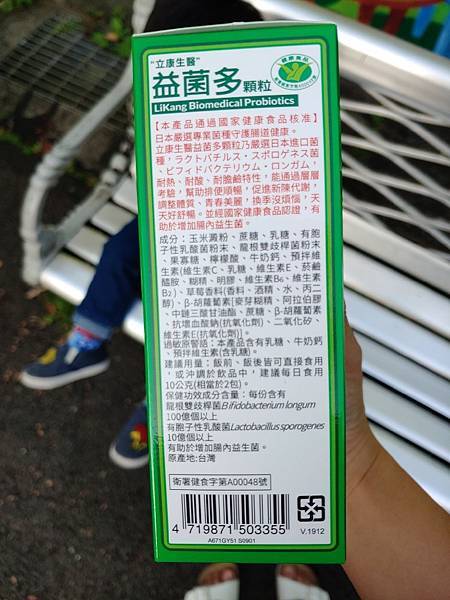 “立康生醫”
益菌多顆粒
LiKang Biomedical Probiotics
健康食品
【本產品通過國家健康食品核准】
日本嚴選專業菌種守護腸道健康。
立康生醫益菌多顆粒乃嚴選日本進口菌
種，ラクトバチルス・スポロゲネス菌
、ビフィドバクテリウム・ロンガム，
耐熱、耐酸、耐膽鹼特性，能通過層層
考驗，幫助排便順暢，促進新陳代謝，
調整體質、青春美麗，換季沒煩惱，天
天好舒暢。並經國家健康食品認證，有
助於增加腸內益生菌。
成分：玉米澱粉、蔗糖、乳糖、有胞
子性乳酸菌粉末、龍根雙歧桿菌粉末
、果寡糖、檸檬酸、牛奶鈣、預拌維
生素(維生素C、乳糖、維生素E、菸鹼
醯胺、糊精、明膠、維生素B₆、維生素
B₂)、草莓香料(香料、酒精、水、丙二
醇)、β-胡蘿蔔素[麥芽糊精、阿拉伯膠
、中鏈三酸甘油酯、蔗糖、β-胡蘿蔔素
、抗壞血酸鈉(抗氧化劑)、二氧化矽、
維生素E(抗氧化劑)]。
過敏原警語：本產品含有乳糖、牛奶鈣
、預拌維生素(含乳糖)。
建議用量：飯前、飯後皆可直接食用
，或沖調於飲品中，建議每日食用
10公克(相當於2包)。
保健功效成分含量：每份含有
龍根雙歧桿菌Bifidobacterium longum
100億個以上
有胞子性乳酸菌Lactobacillus sporogenes
10億個以上
有助於增加腸內益生菌。
原產地:台灣
衛署健食字第A00048號
4 719871 503355
A671GY51 S0901
V.1912